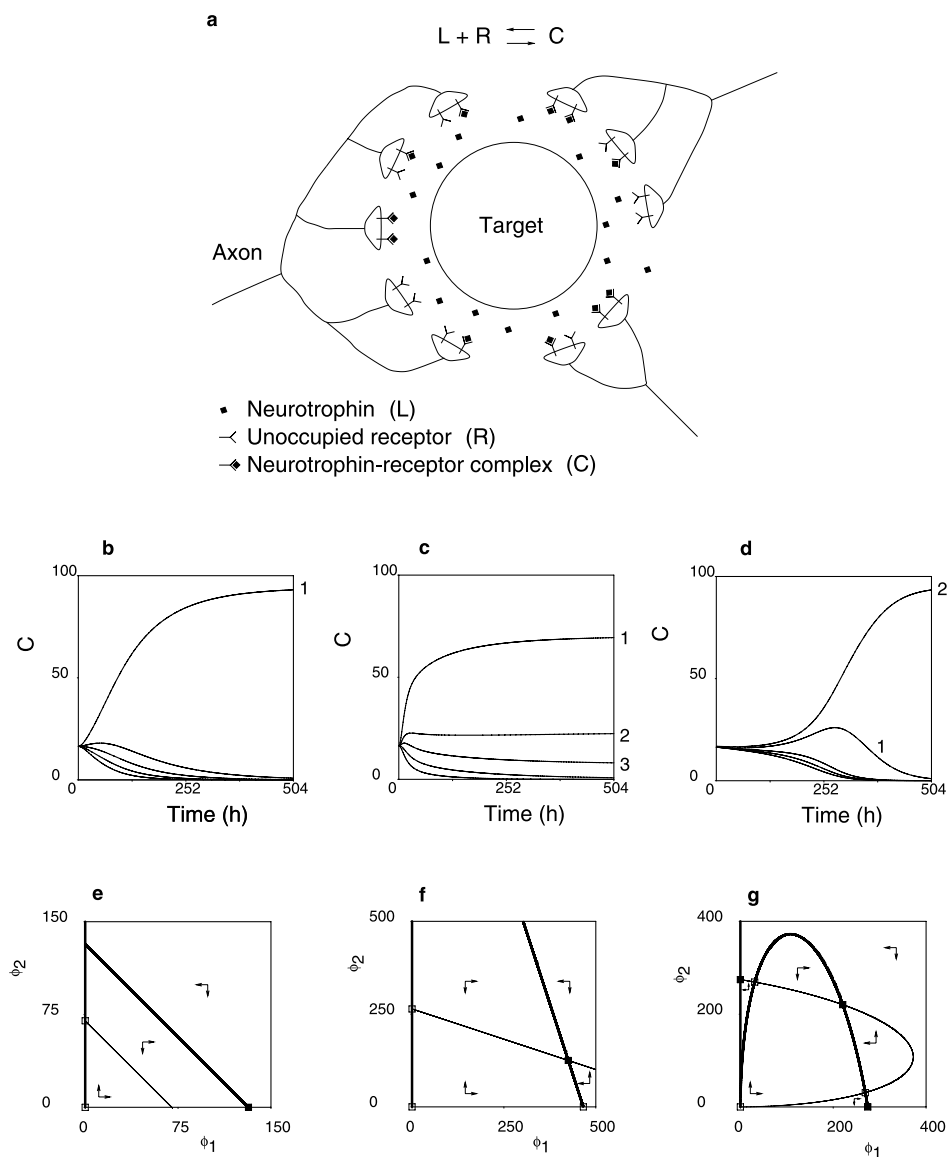 a
L + R ⇆ C
Target
Axon
Neurotrophin (L)
Unoccupied receptor (R)
Neurotrophin-receptor complex (C)
b
100
50
0
C
1
0
252
504
Time (h)
c
100
50
0
C
1
2
3
0
252
504
Time (h)
d
100
50
0
C
2
1
0
252
504
Time (h)
e
150
75
0
ϕ2
0
75
150
ϕ1
f
500
250
0
ϕ2
0
250
500
ϕ1
g
400
200
0
ϕ2
0
200
400
ϕ1